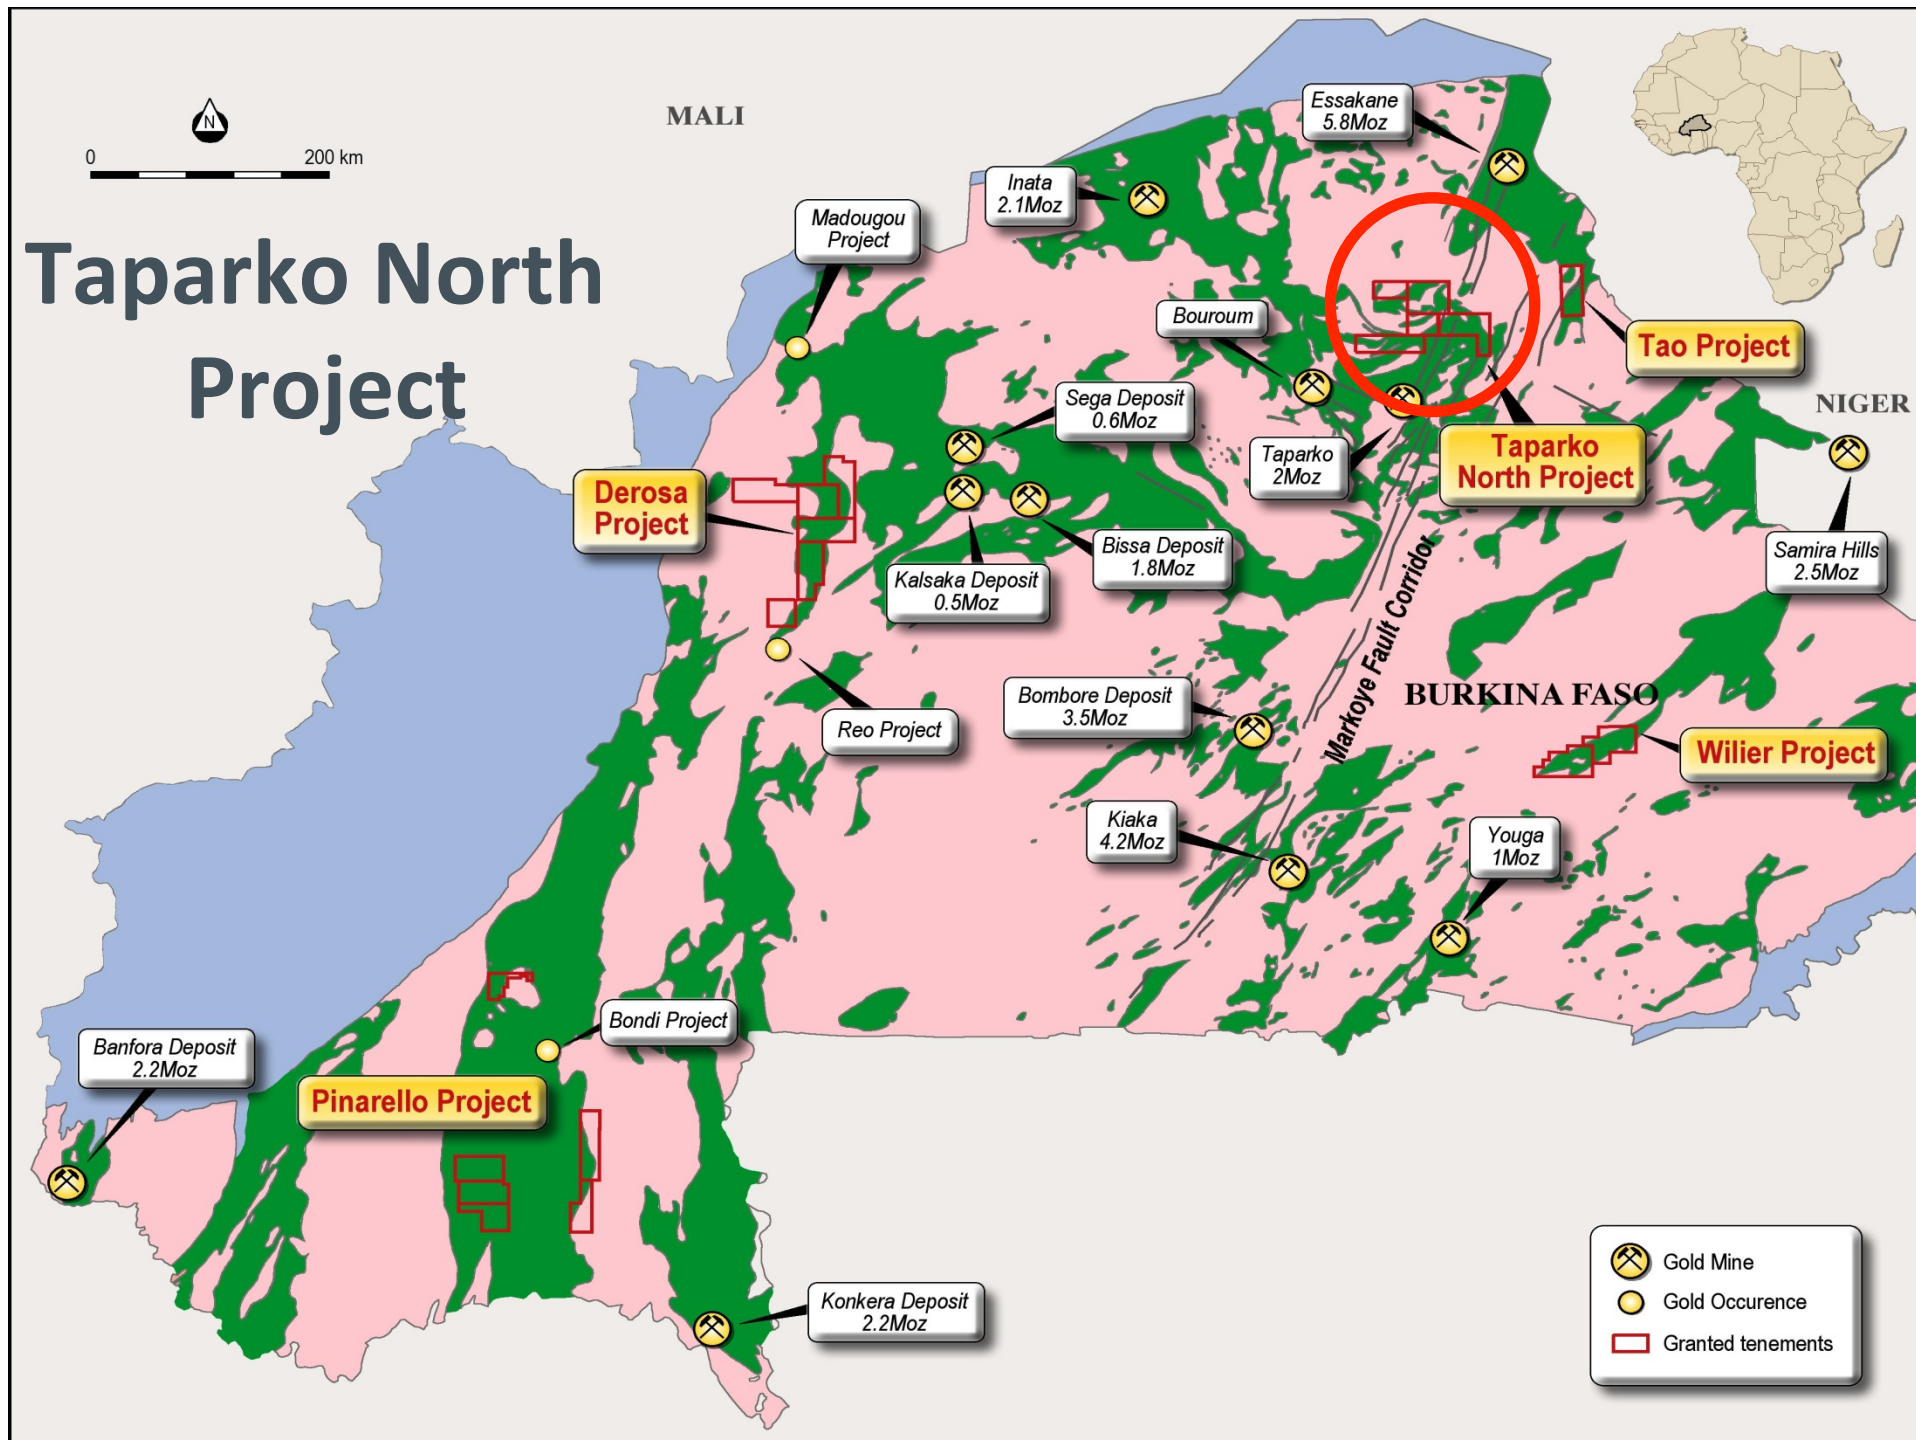 Taparko North
Project
N
0
200 km
MALI
Essakane
5.8Moz
Inata
2.1Moz
Madougou
Project
Bouroum
Tao Project
NIGER
Sega Deposit
0.6Moz
Taparko
2Moz
Taparko
North Project
Derosa
Project
Bissa Deposit
1.8Moz
Samira Hills
2.5Moz
Kalsaka Deposit
0.5Moz
Markoye Fault Corridor
BURKINA FASO
Bombore Deposit
3.5Moz
Reo Project
Wilier Project
Kiaka
4.2Moz
Youga
1Moz
Bondi Project
Banfora Deposit
2.2Moz
Pinarello Project
Konkera Deposit
2.2Moz
Gold Mine
Gold Occurence
Granted tenements